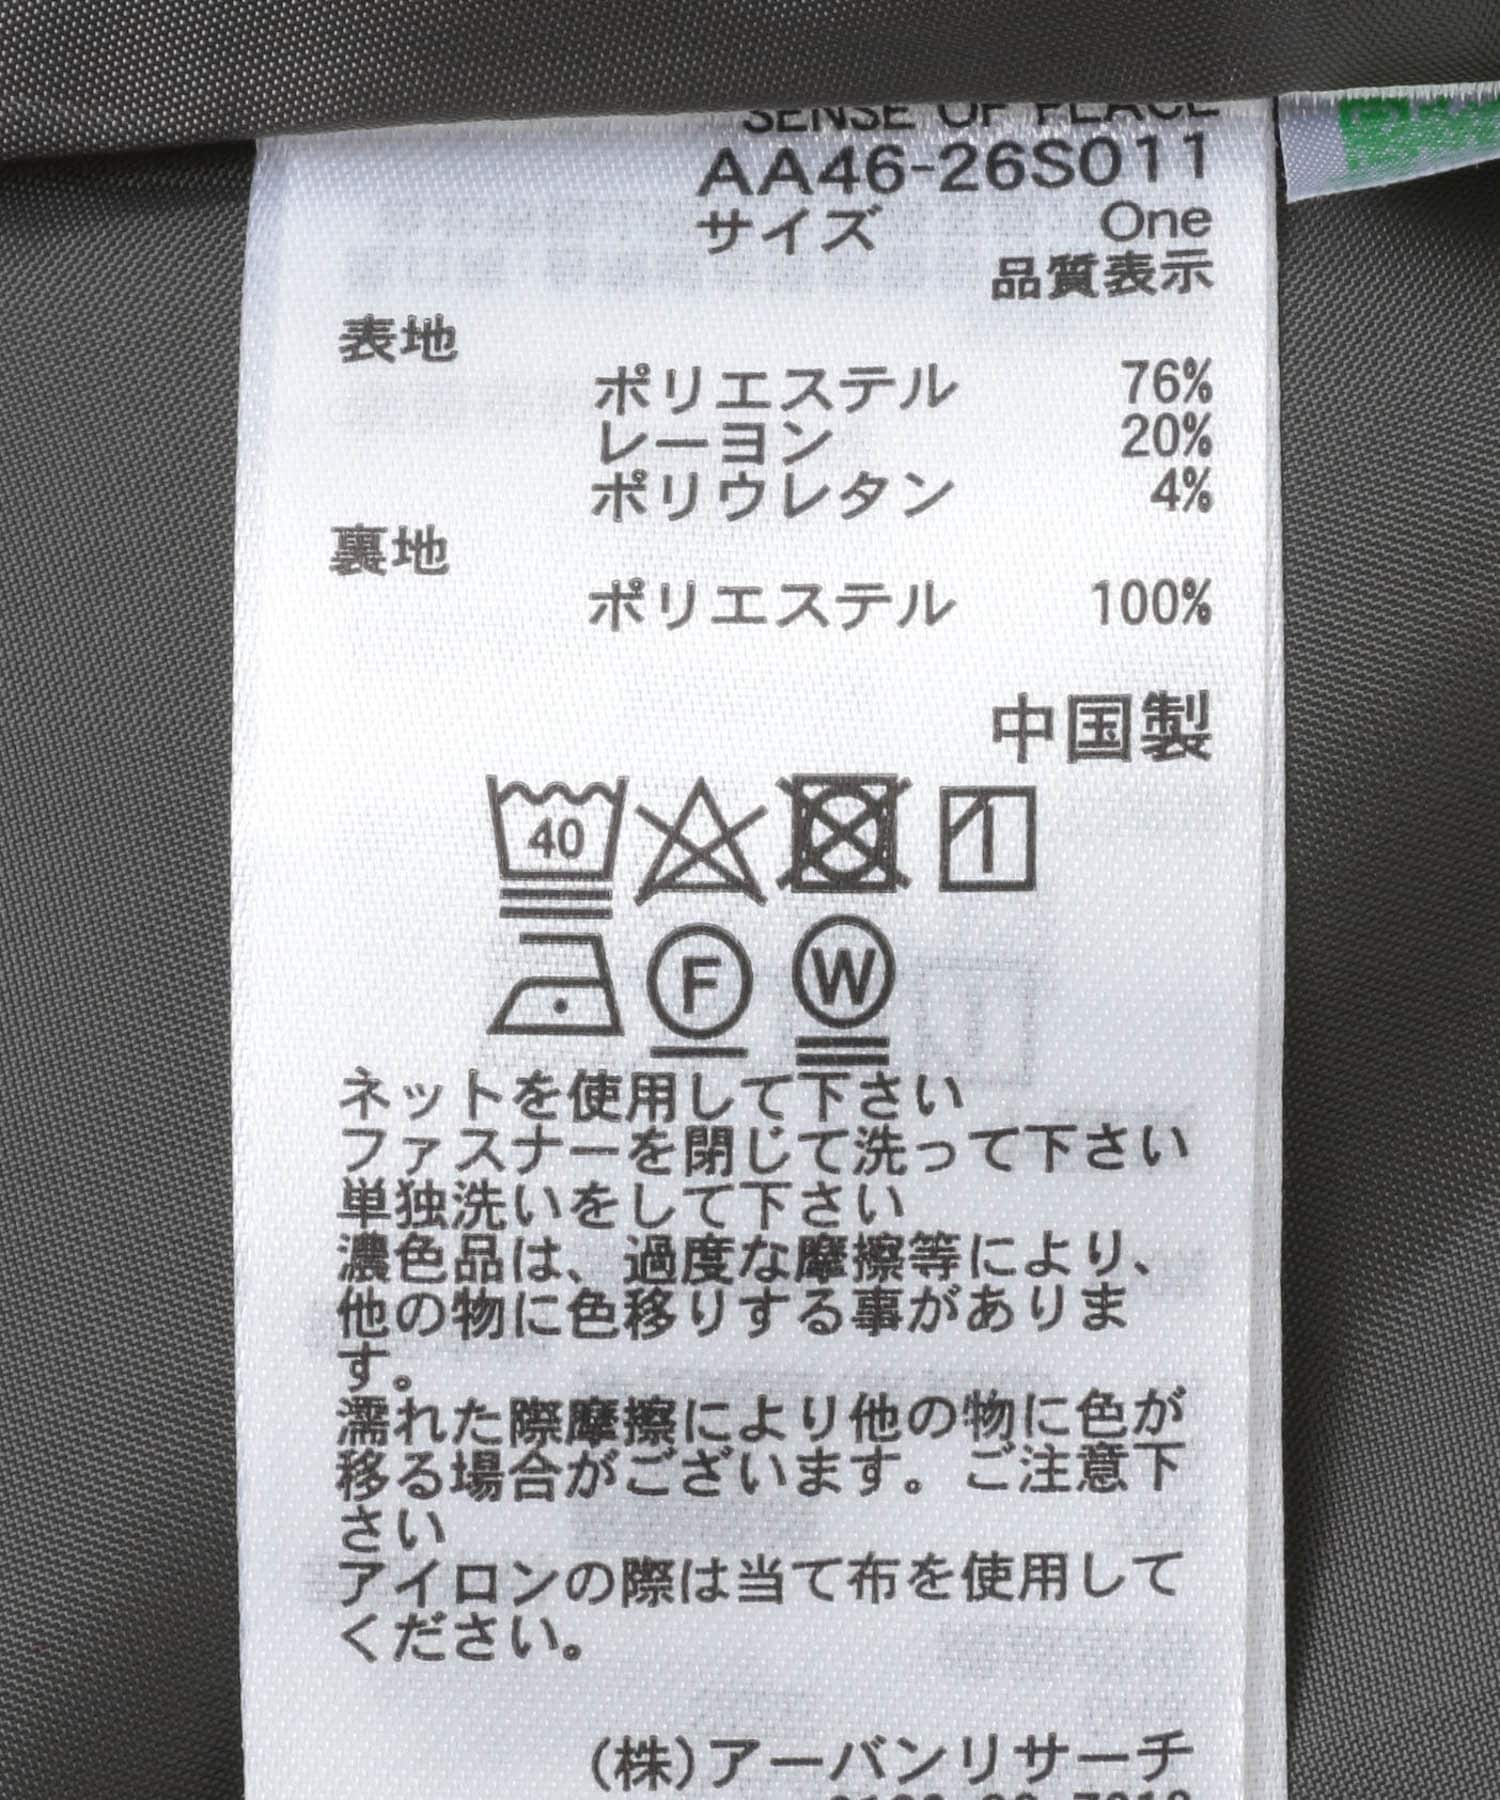 SENSE OF PLACE
AA46-26S011
サイズ One
品質表示
表地
ポリエステル 76%
レーヨン 20%
ポリウレタン 4%
裏地
ポリエステル 100%
中国製
40
F W
ネットを使用して下さい
ファスナーを閉じて洗って下さい
単独洗いをして下さい
濃色品は、過度な摩擦等により、
他の物に色移りする事がありま
す。
濡れた際摩擦により他の物に色が
移る場合がございます。ご注意下
さい
アイロンの際は当て布を使用して
ください。
(株)アーバンリサーチ